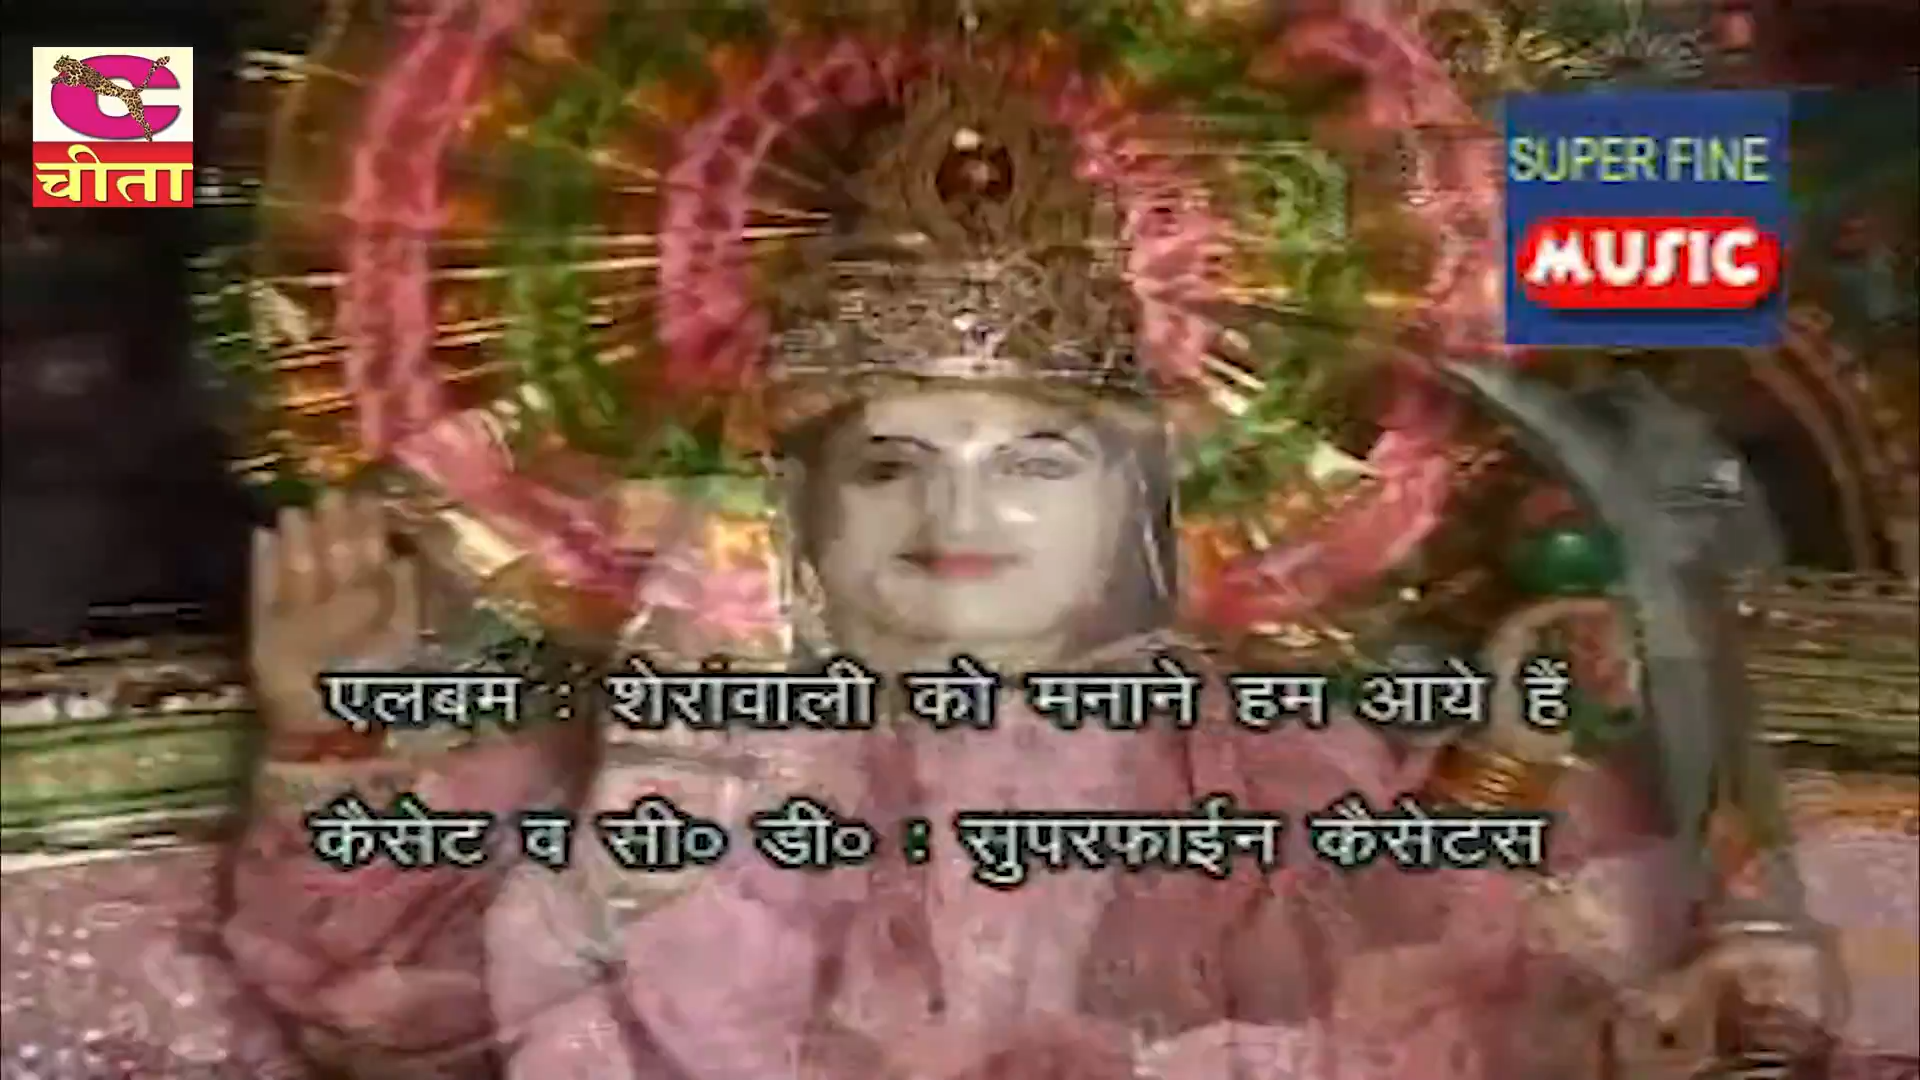 चीता
SUPER FINE
MUSIC
एलबम : शेरांवाली को मनाने हम आये हैं
कैसेट व सी० डी० : सुपरफाईन कैसेटस